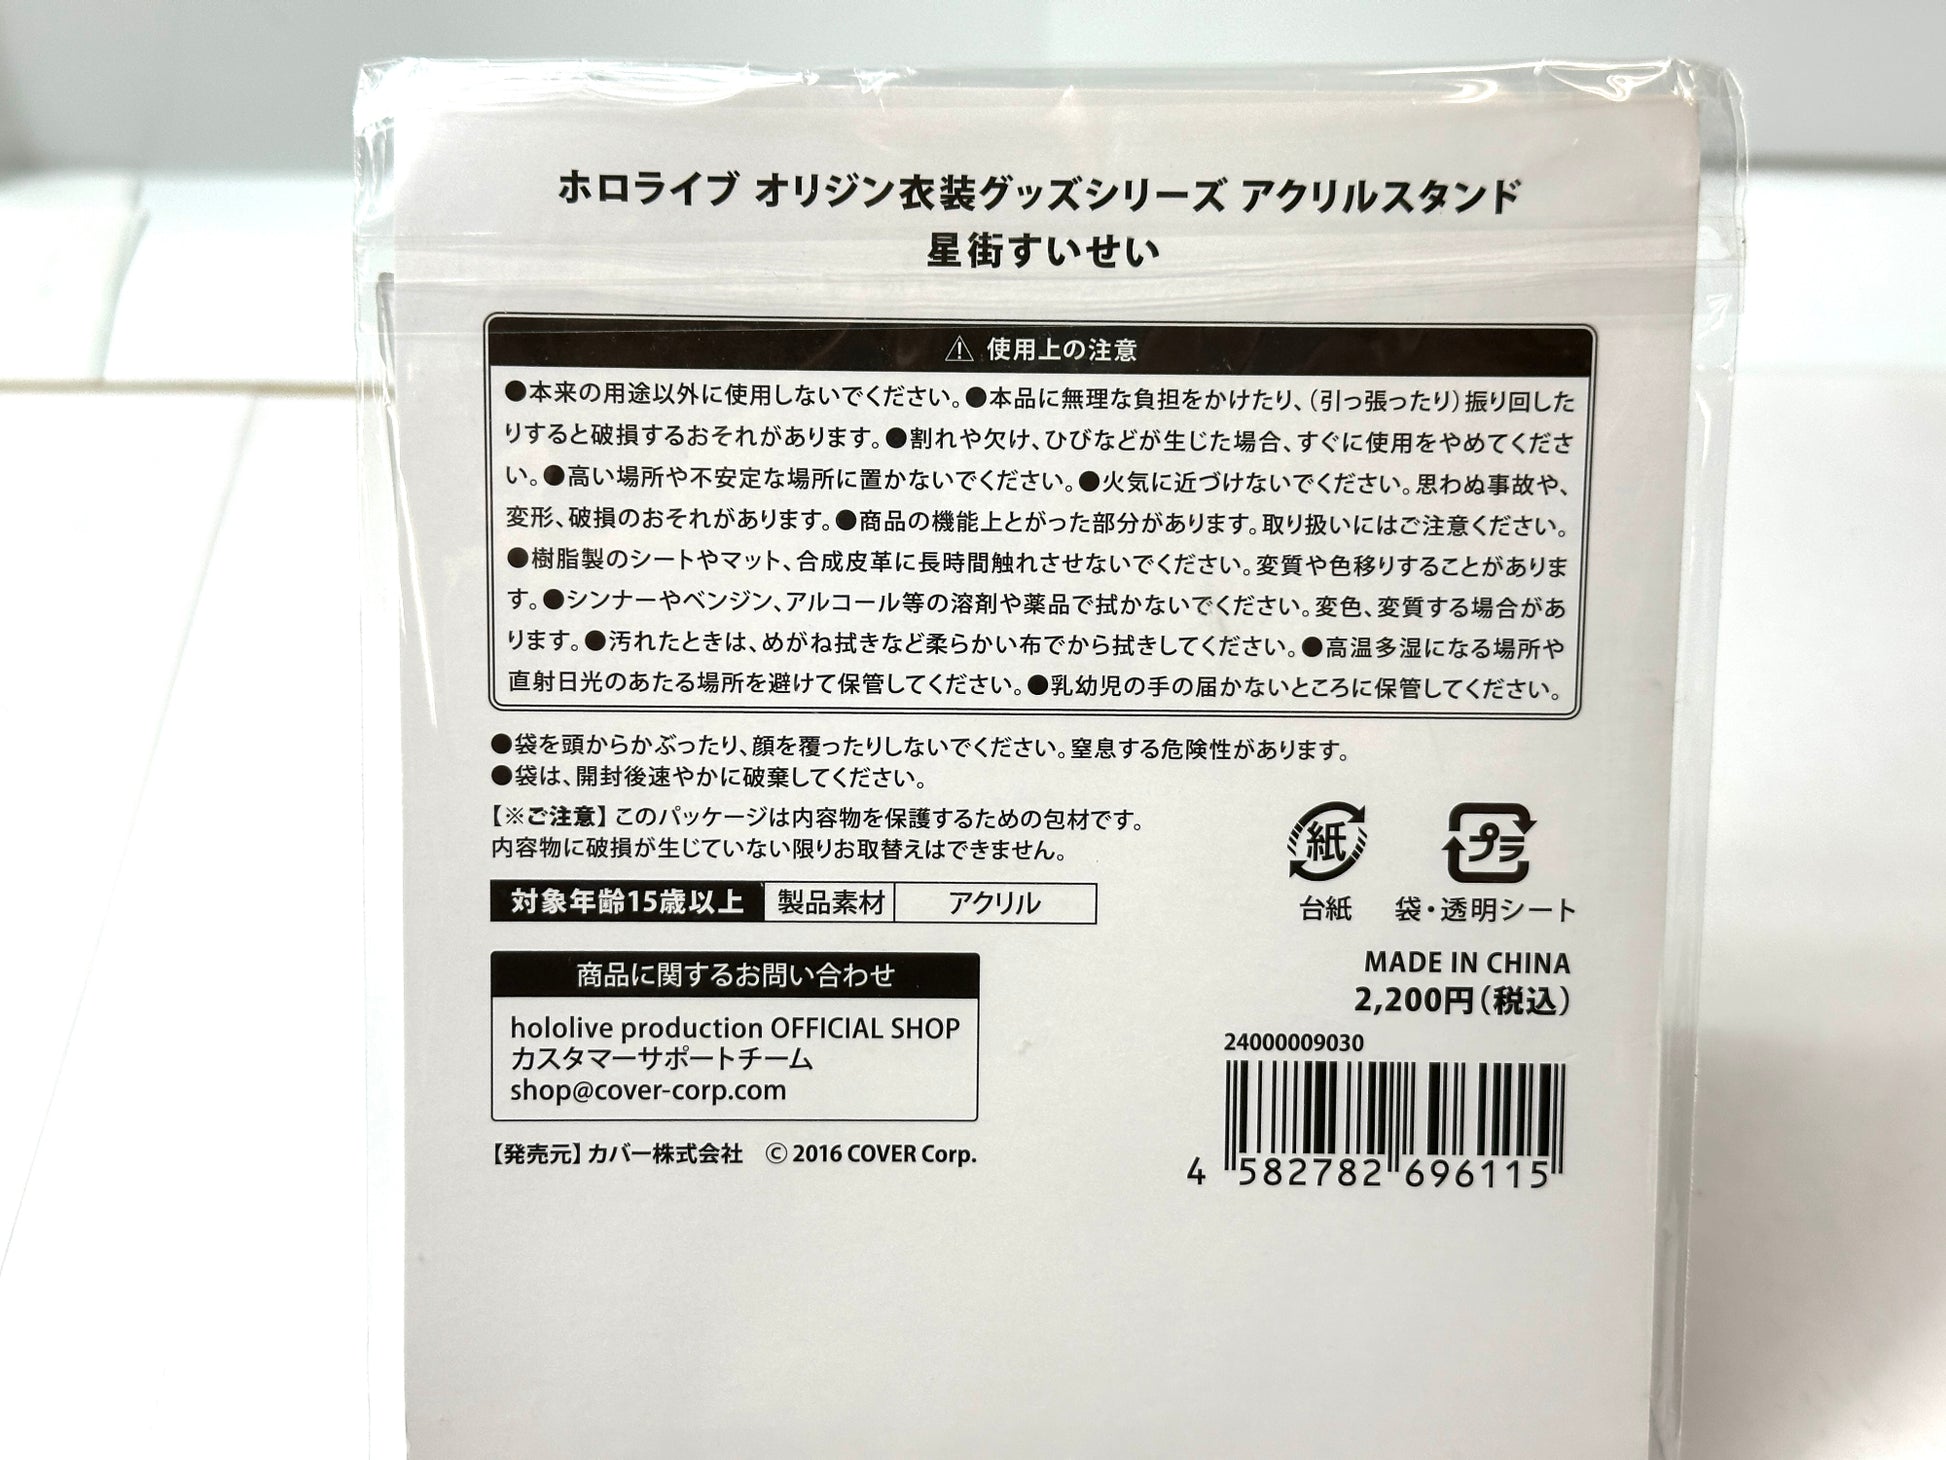 ホロライブ オリジン衣装グッズシリーズ アクリルスタンド
星街すいせい
⚠ 使用上の注意
●本来の用途以外に使用しないでください。●本品に無理な負担をかけたり、(引っ張ったり)振り回した
りすると破損するおそれがあります。●割れや欠け、ひびなどが生じた場合、すぐに使用をやめてくださ
い。●高い場所や不安定な場所に置かないでください。●火気に近づけないでください。思わぬ事故や、
変形、破損のおそれがあります。●商品の機能上とがった部分があります。取り扱いにはご注意ください。
●樹脂製のシートやマット、合成皮革に長時間触れさせないでください。変質や色移りすることがありま
す。●シンナーやベンジン、アルコール等の溶剤や薬品で拭かないでください。変色、変質する場合があ
ります。●汚れたときは、めがね拭きなど柔らかい布でから拭きしてください。●高温多湿になる場所や
直射日光のあたる場所を避けて保管してください。●乳幼児の手の届かないところに保管してください。
●袋を頭からかぶったり、顔を覆ったりしないでください。窒息する危険性があります。
●袋は、開封後速やかに破棄してください。
【※ご注意】このパッケージは内容物を保護するための包材です。
内容物に破損が生じていない限りお取替えはできません。
紙 プラ
台紙 袋・透明シート
対象年齢15歳以上 製品素材 アクリル
商品に関するお問い合わせ
hololive production OFFICIAL SHOP
カスタマーサポートチーム
shop@cover-corp.com
【発売元】カバー株式会社 © 2016 COVER Corp.
MADE IN CHINA
2,200円(税込)
24000009030
4 582782 696115